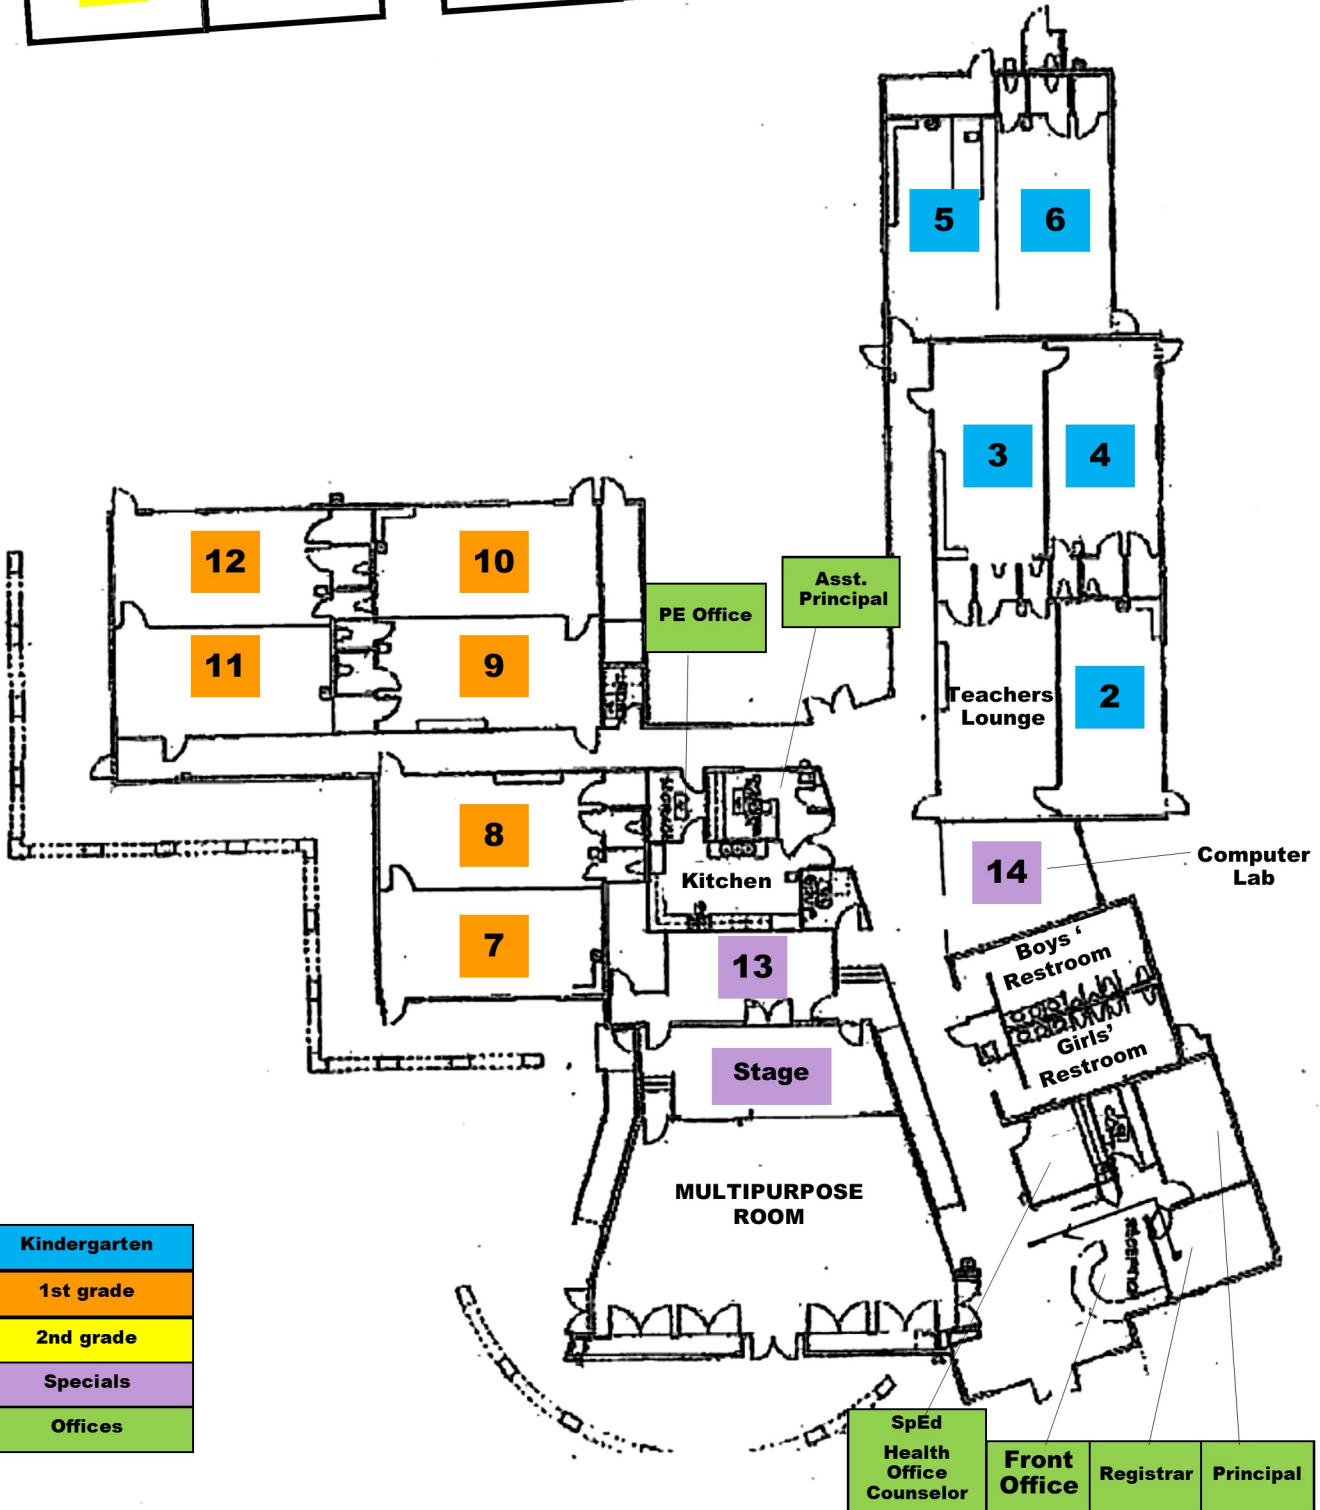 5
6
3
4
12
10
Asst.
Principal
PE Office
11
9
Teachers
Lounge
2
8
14
Computer
Lab
Kitchen
7
13
Boys ‘
Restroom
Girls’
Restroom
Stage
MULTIPURPOSE
ROOM
Kindergarten
1st grade
2nd grade
Specials
Offices
SpEd
Health
Office
Counselor
Front
Office
Registrar
Principal